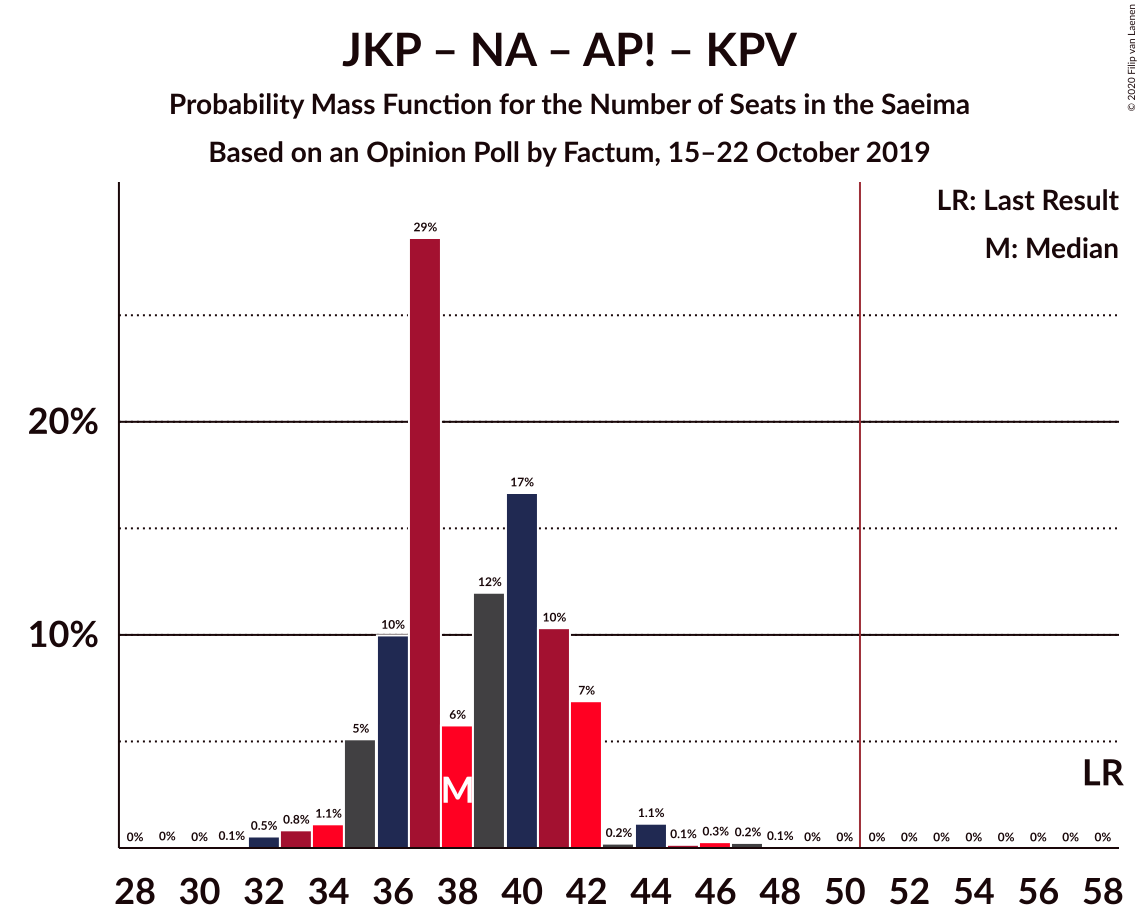 JKP – NA – AP! – KPV
Probability Mass Function for the Number of Seats in the Saeima
Based on an Opinion Poll by Factum, 15–22 October 2019
© 2020 Filip van Laenen
LR: Last Result
M: Median
20%
10%
0% 0% 0% 0.1% 0.5% 0.8% 1.1% 5% 10% 29% 6% 12% 17% 10% 7% 0.2% 1.1% 0.1% 0.3% 0.2% 0.1% 0% 0% 0% 0% 0% 0% 0% 0% 0% 0%
M
LR
28 30 32 34 36 38 40 42 44 46 48 50 52 54 56 58